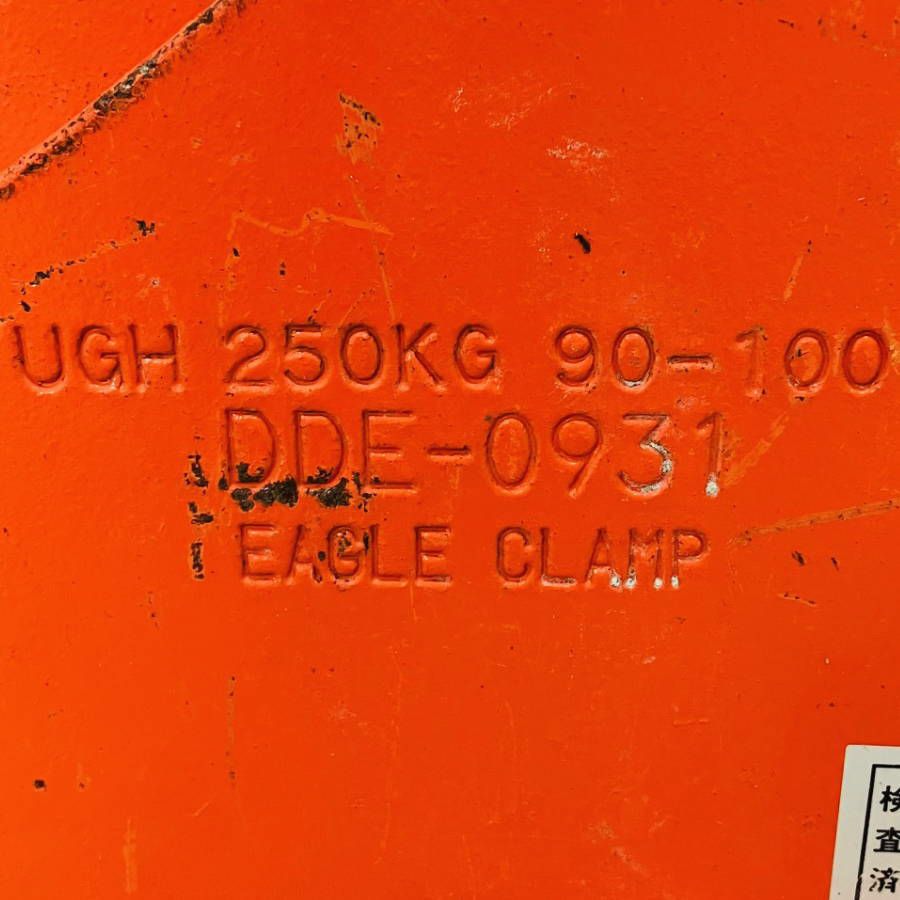 UGH 250KG 90-100
DDE-0931
EAGLE CLAMP
検
査
済